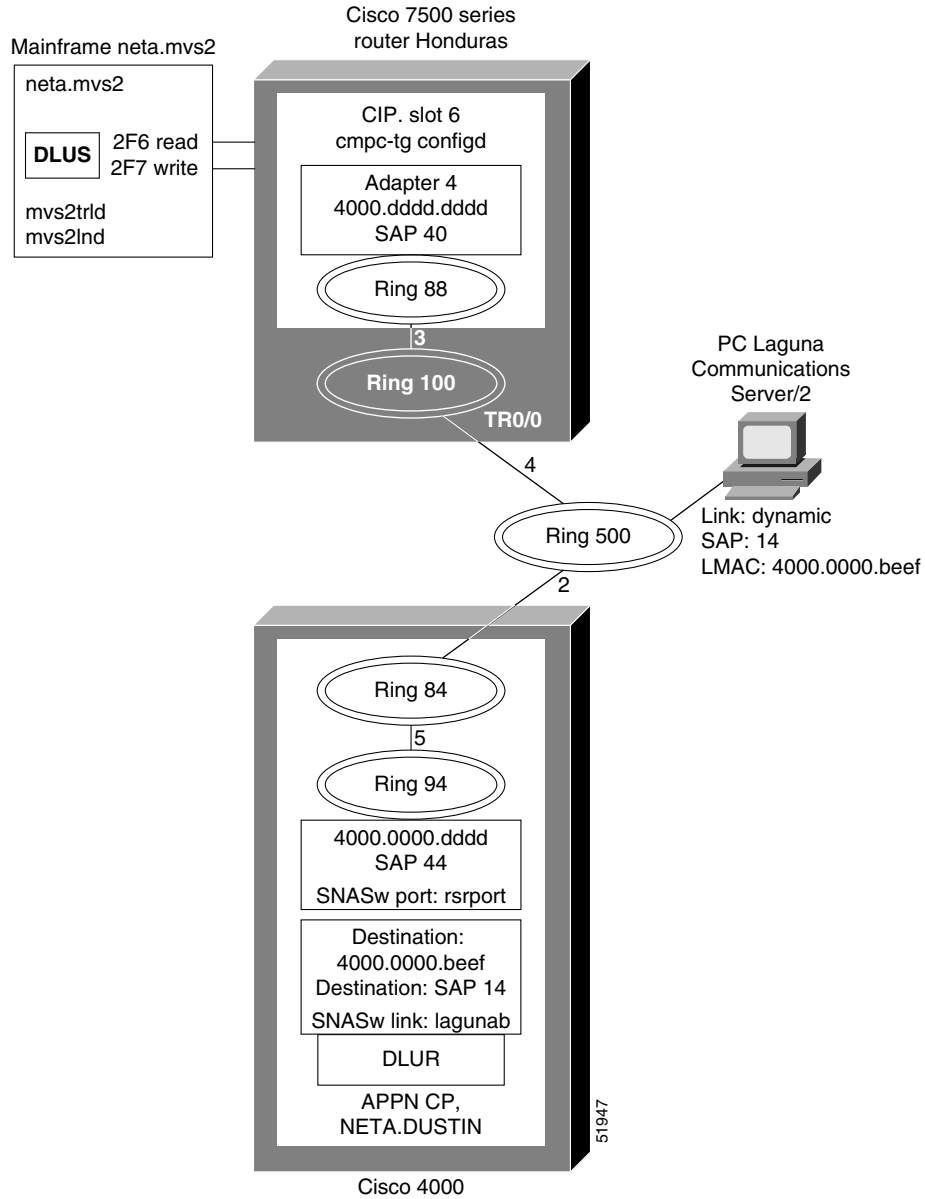 Cisco 7500 series
router Honduras
Mainframe neta.mvs2
neta.mvs2
DLUS
2F6 read
2F7 write
mvs2trld
mvs2lnd
CIP. slot 6
cmpc-tg configd
Adapter 4
4000.dddd.dddd
SAP 40
Ring 88
3
Ring 100
TR0/0
4
PC Laguna
Communications
Server/2
Ring 500
Link: dynamic
SAP: 14
LMAC: 4000.0000.beef
2
Ring 84
5
Ring 94
4000.0000.dddd
SAP 44
SNASw port: rsrport
Destination:
4000.0000.beef
Destination: SAP 14
SNASw link: lagunab
DLUR
APPN CP,
NETA.DUSTIN
51947
Cisco 4000